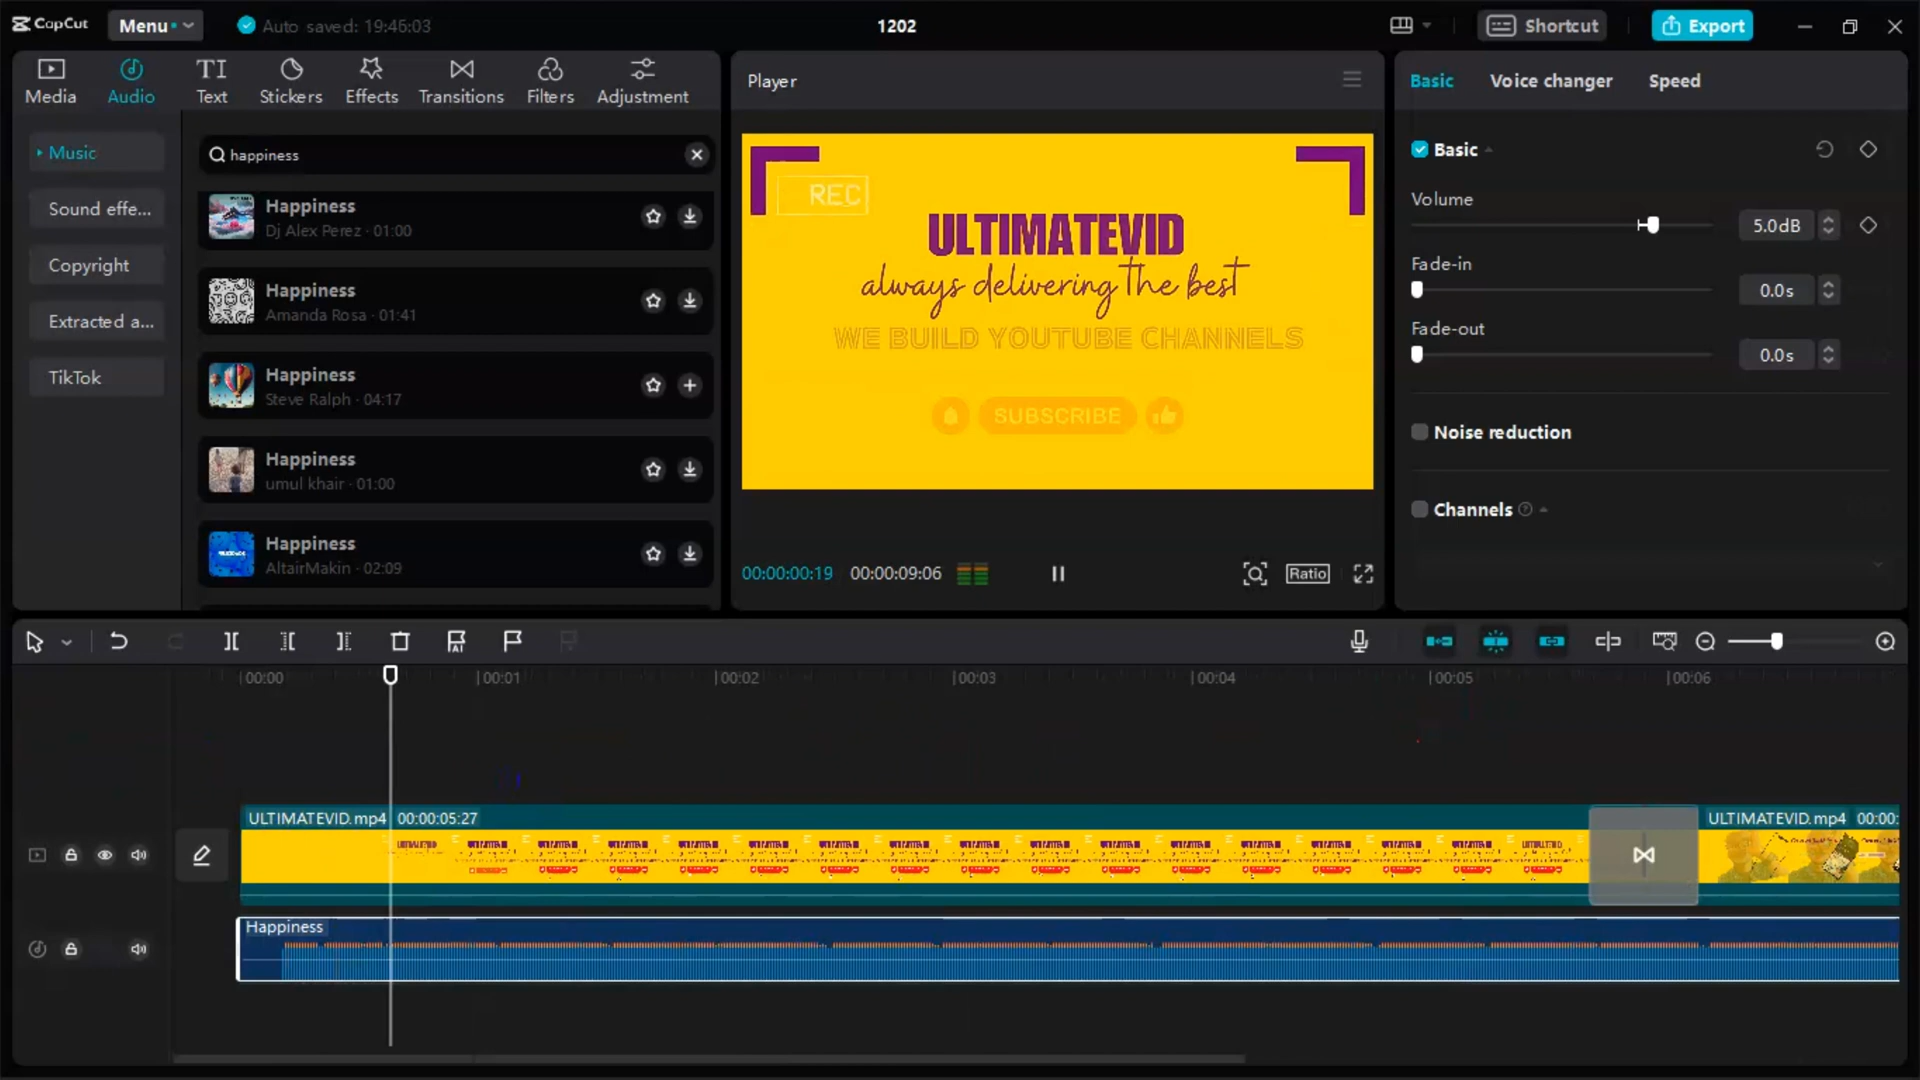 CapCut
Menu
Auto saved: 19:46:03
1202
Shortcut
Export
Media
Audio
Text
Stickers
Effects
Transitions
Filters
Adjustment
Music
Sound effe...
Copyright
Extracted a...
TikTok
happiness
Happiness
Dj Alex Perez · 01:00
Happiness
Amanda Rosa · 01:41
Happiness
Steve Ralph · 04:17
Happiness
umul khair · 01:00
Happiness
AltairMakin · 02:09
Player
REC
ULTIMATEVID
always delivering the best
WE BUILD YOUTUBE CHANNELS
SUBSCRIBE
00:00:00:19
00:00:09:06
Ratio
Basic
Voice changer
Speed
Basic
Volume
5.0dB
Fade-in
0.0s
Fade-out
0.0s
Noise reduction
Channels
00:00
00:01
00:02
00:03
00:04
00:05
00:06
ULTIMATEVID.mp4
00:00:05:27
ULTIMATEVID.mp4
00:00:
Happiness